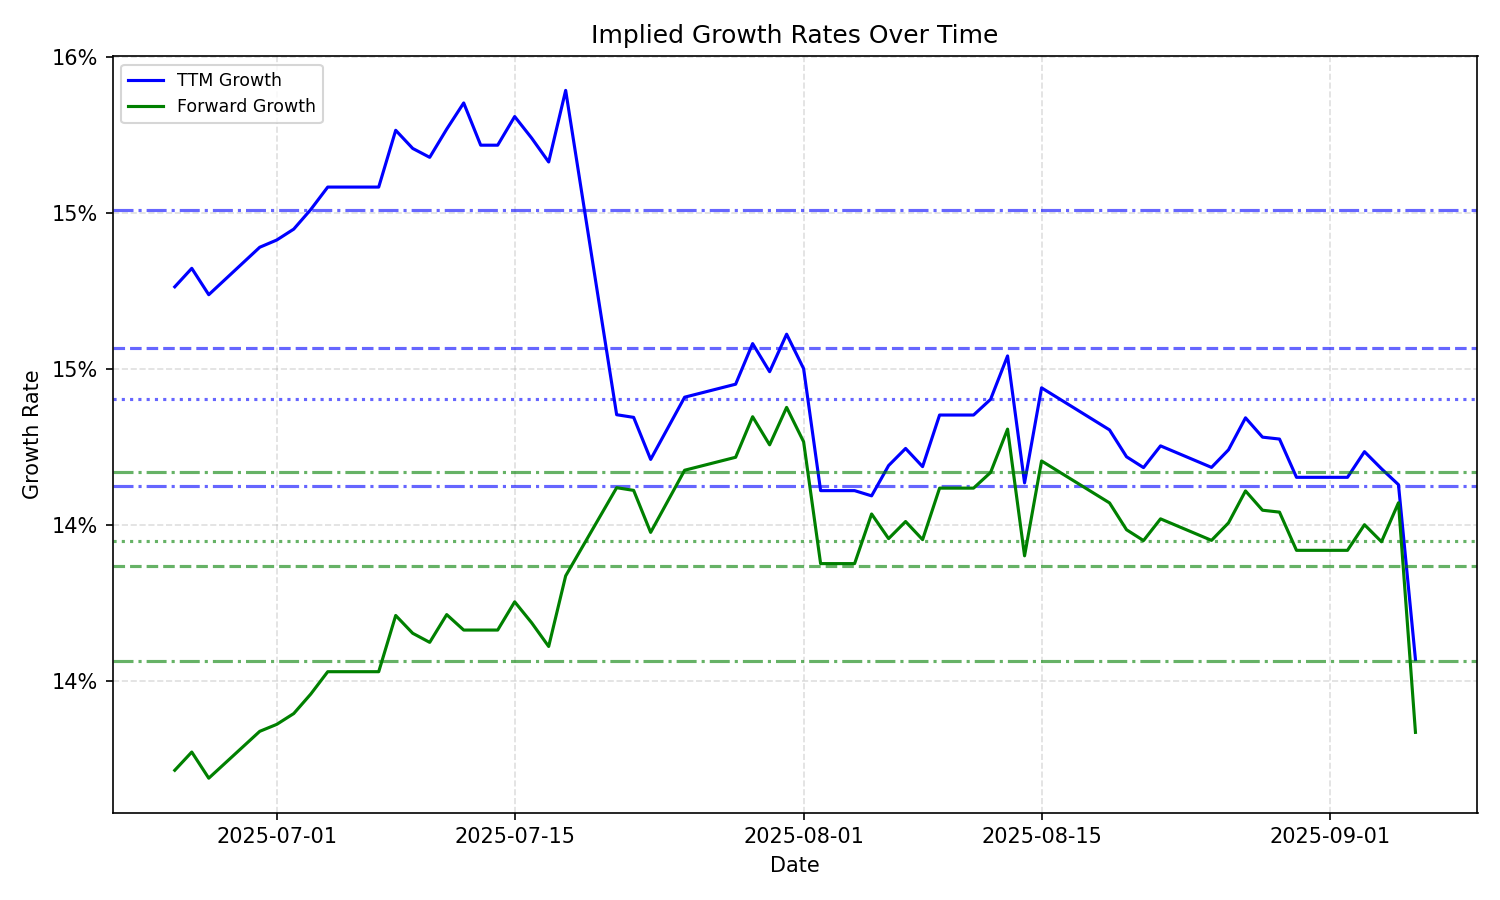 Implied Growth Rates Over Time
TTM Growth
Forward Growth
Growth Rate
16%
15%
15%
14%
14%
2025-07-01
2025-07-15
2025-08-01
2025-08-15
2025-09-01
Date